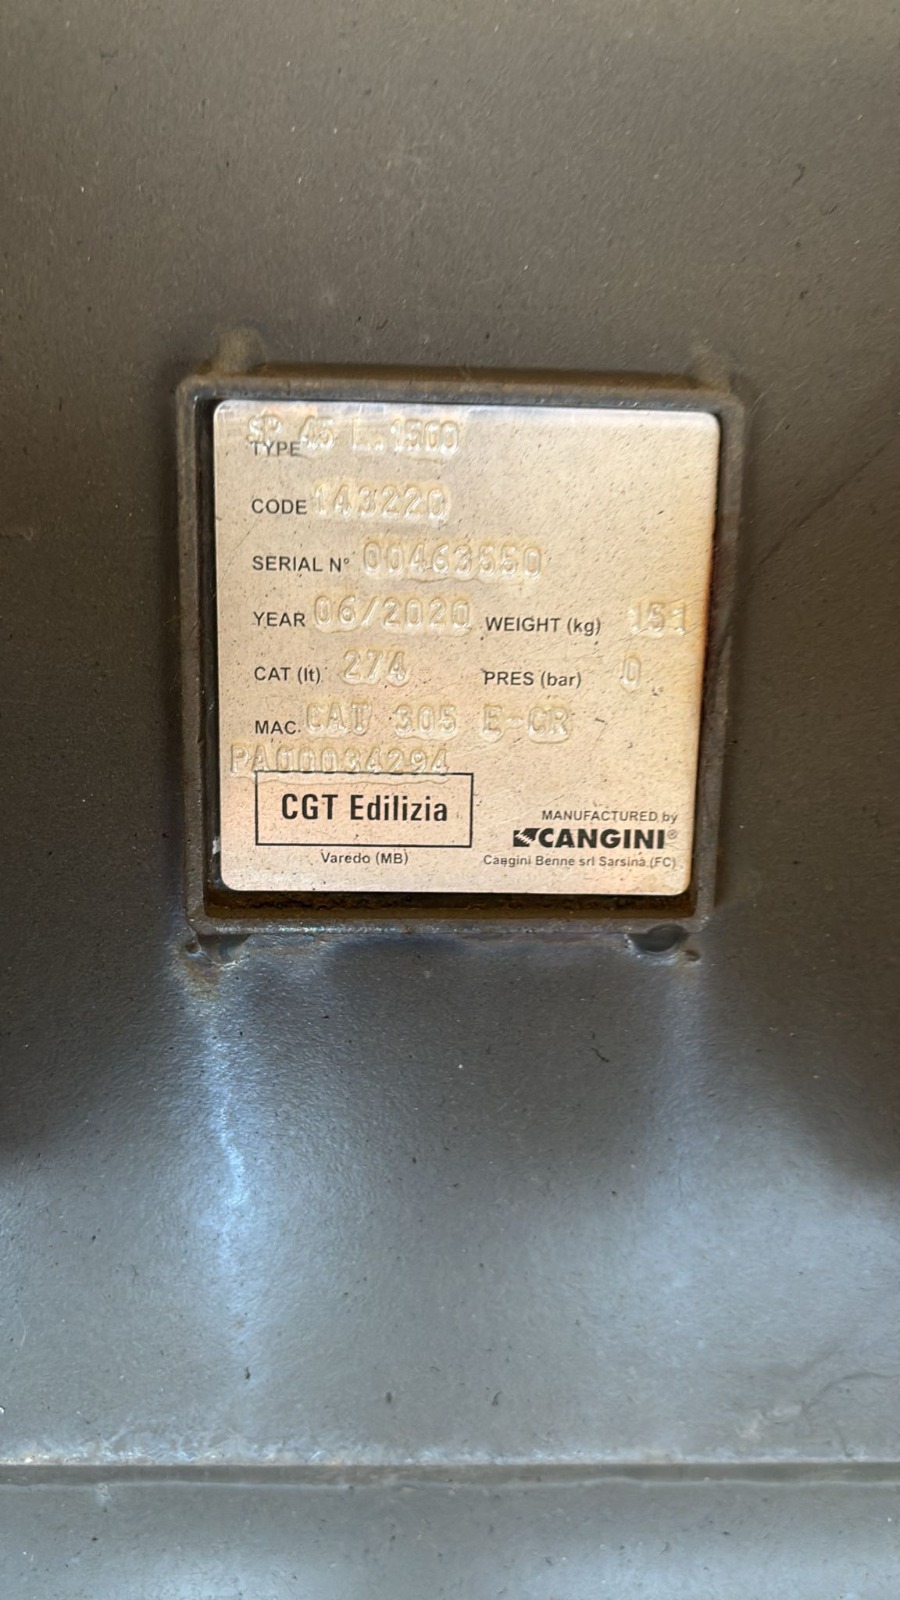 TYPE SP 45 L.1500
CODE 143220
SERIAL N° 00463550
YEAR 06/2020 WEIGHT (kg) 151
CAT (lt) 274 PRES (bar) 0
MAC CAT 305 E-CR
PA00034294
CGT Edilizia
Varedo (MB)
MANUFACTURED by
CANGINI®
Cangini Benne srl Sarsina (FC)